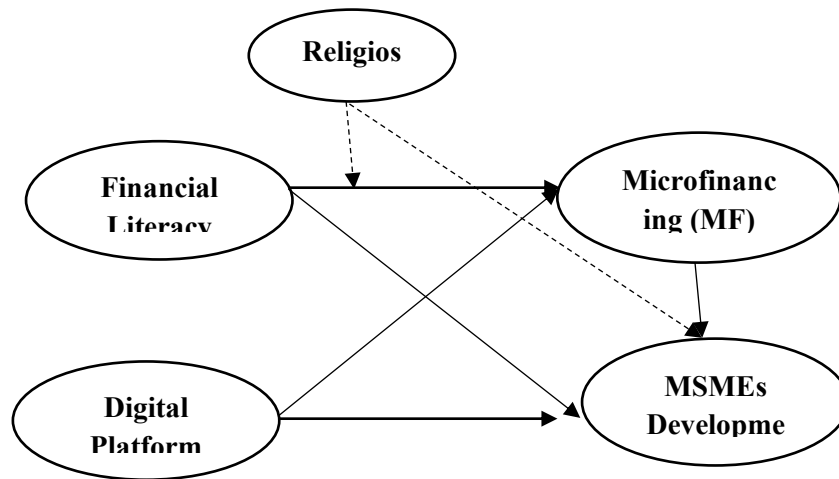 Religios
Financial
Literacy
Microfinanc
ing (MF)
Digital
Platform
MSMEs
Developme